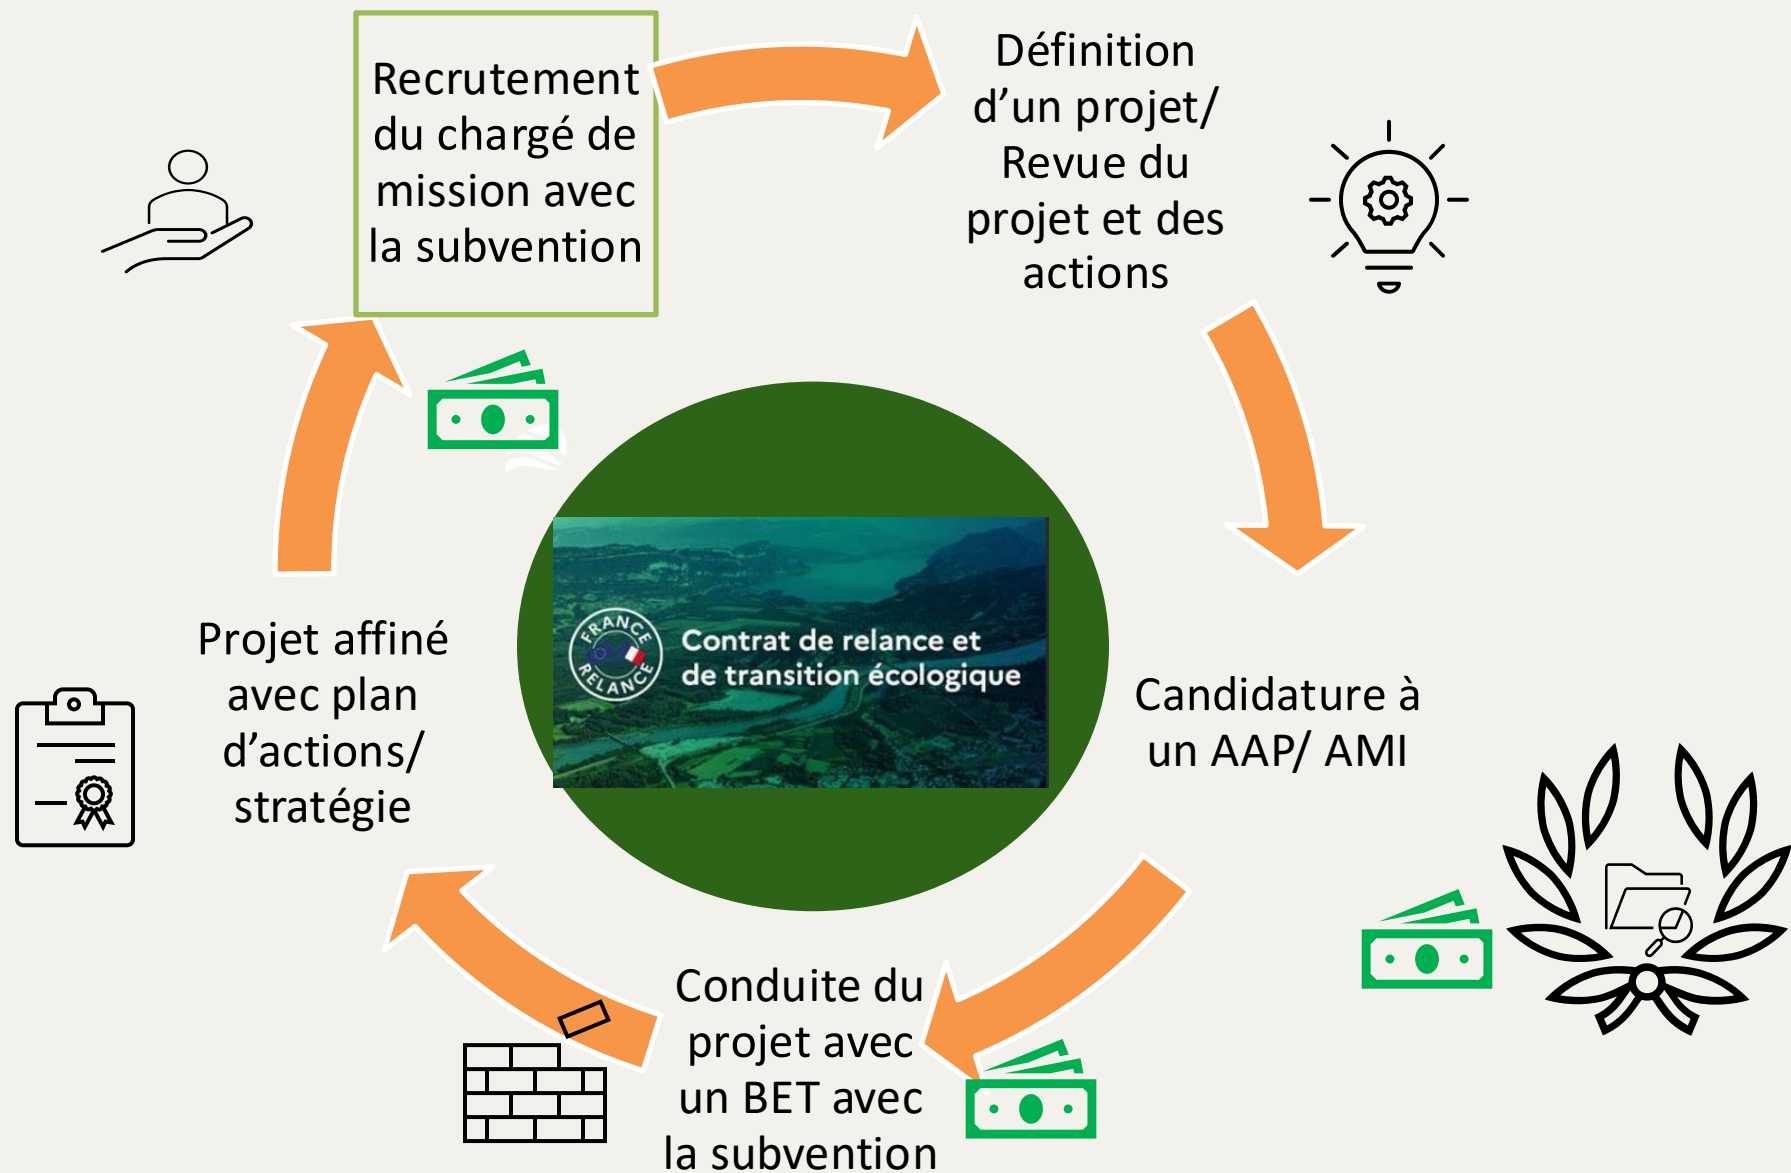 Recrutement
du chargé de
mission avec
la subvention
Définition
d’un projet/
Revue du
projet et des
actions
Candidature à
un AAP/ AMI
Conduite du
projet avec
un BET avec
la subvention
Projet affiné
avec plan
d’actions/
stratégie
FRANCE
RELANCE
Contrat de relance et
de transition écologique